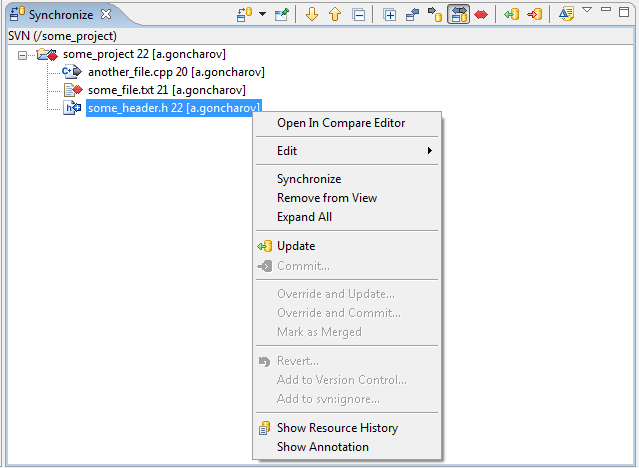 Synchronize
SVN (/some_project)
some_project 22 [a.goncharov]
another_file.cpp 20 [a.goncharov]
some_file.txt 21 [a.goncharov]
some_header.h 22 [a.goncharov]
Open In Compare Editor
Edit
Synchronize
Remove from View
Expand All
Update
Commit...
Override and Update...
Override and Commit...
Mark as Merged
Revert...
Add to Version Control...
Add to svn:ignore...
Show Resource History
Show Annotation